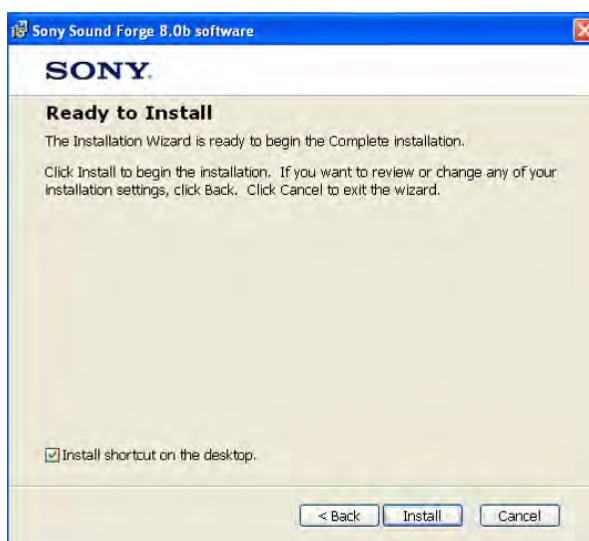 Sony Sound Forge 8.0b software
SONY
Ready to Install
The Installation Wizard is ready to begin the Complete installation.
Click Install to begin the installation. If you want to review or change any of your
installation settings, click Back. Click Cancel to exit the wizard.
Install shortcut on the desktop.
< Back Install Cancel